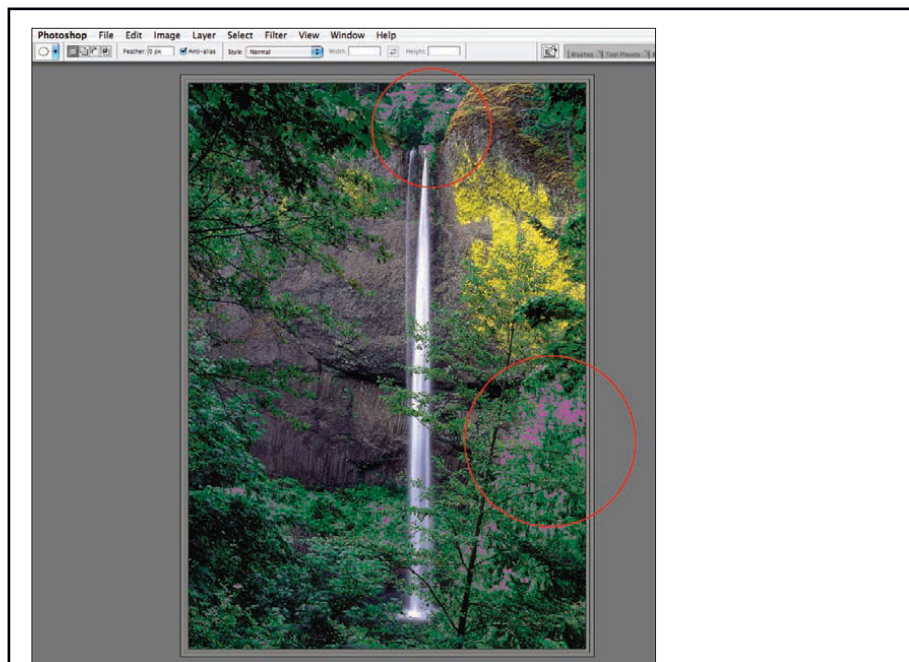 Photoshop File Edit Image Layer Select Filter View Window Help
Feather: 0 px Anti-alias Style: Normal Width: Height: Brushes Tool Presets